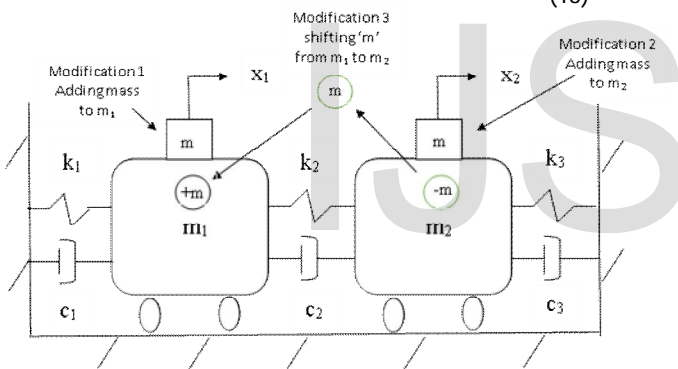 Modification 3
shifting 'm'
from m₁ to m₂
Modification 1
Adding mass
to m₁
Modification 2
Adding mass
to m₂
x₁
x₂
m
m
m
k₁
k₂
k₃
+m
-m
m₁
m₂
c₁
c₂
c₃
IJS